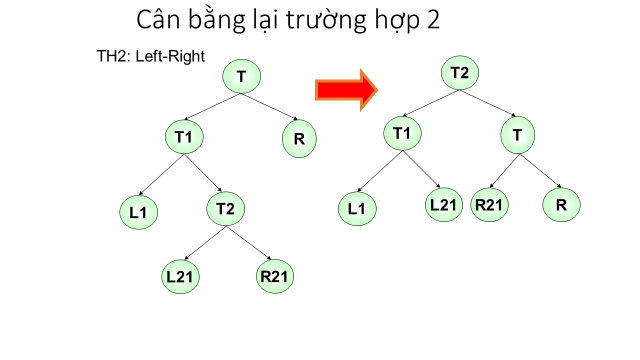 Cân bằng lại trường hợp 2
TH2: Left-Right
T
T1
R
L1
T2
L21
R21
T2
T1
T
L1
L21
R21
R